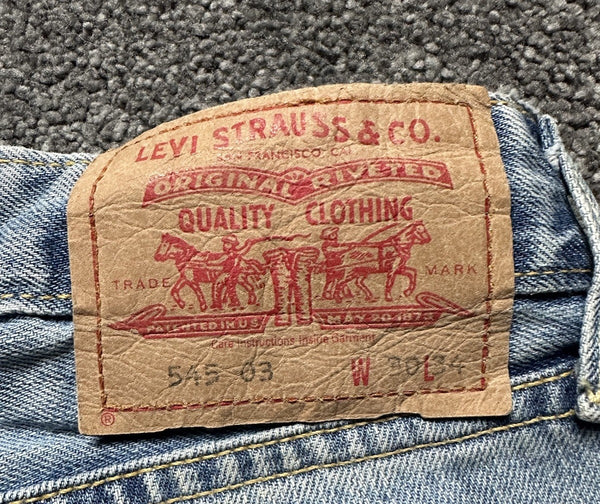 LEVI STRAUSS & CO.
SAN FRANCISCO, CAL
ORIGINAL RIVETED
QUALITY CLOTHING
TRADE MARK
PATENTED IN U.S. MAY 20 1873
Care Instructions Inside Garment
545 03 W 30 L 34
®